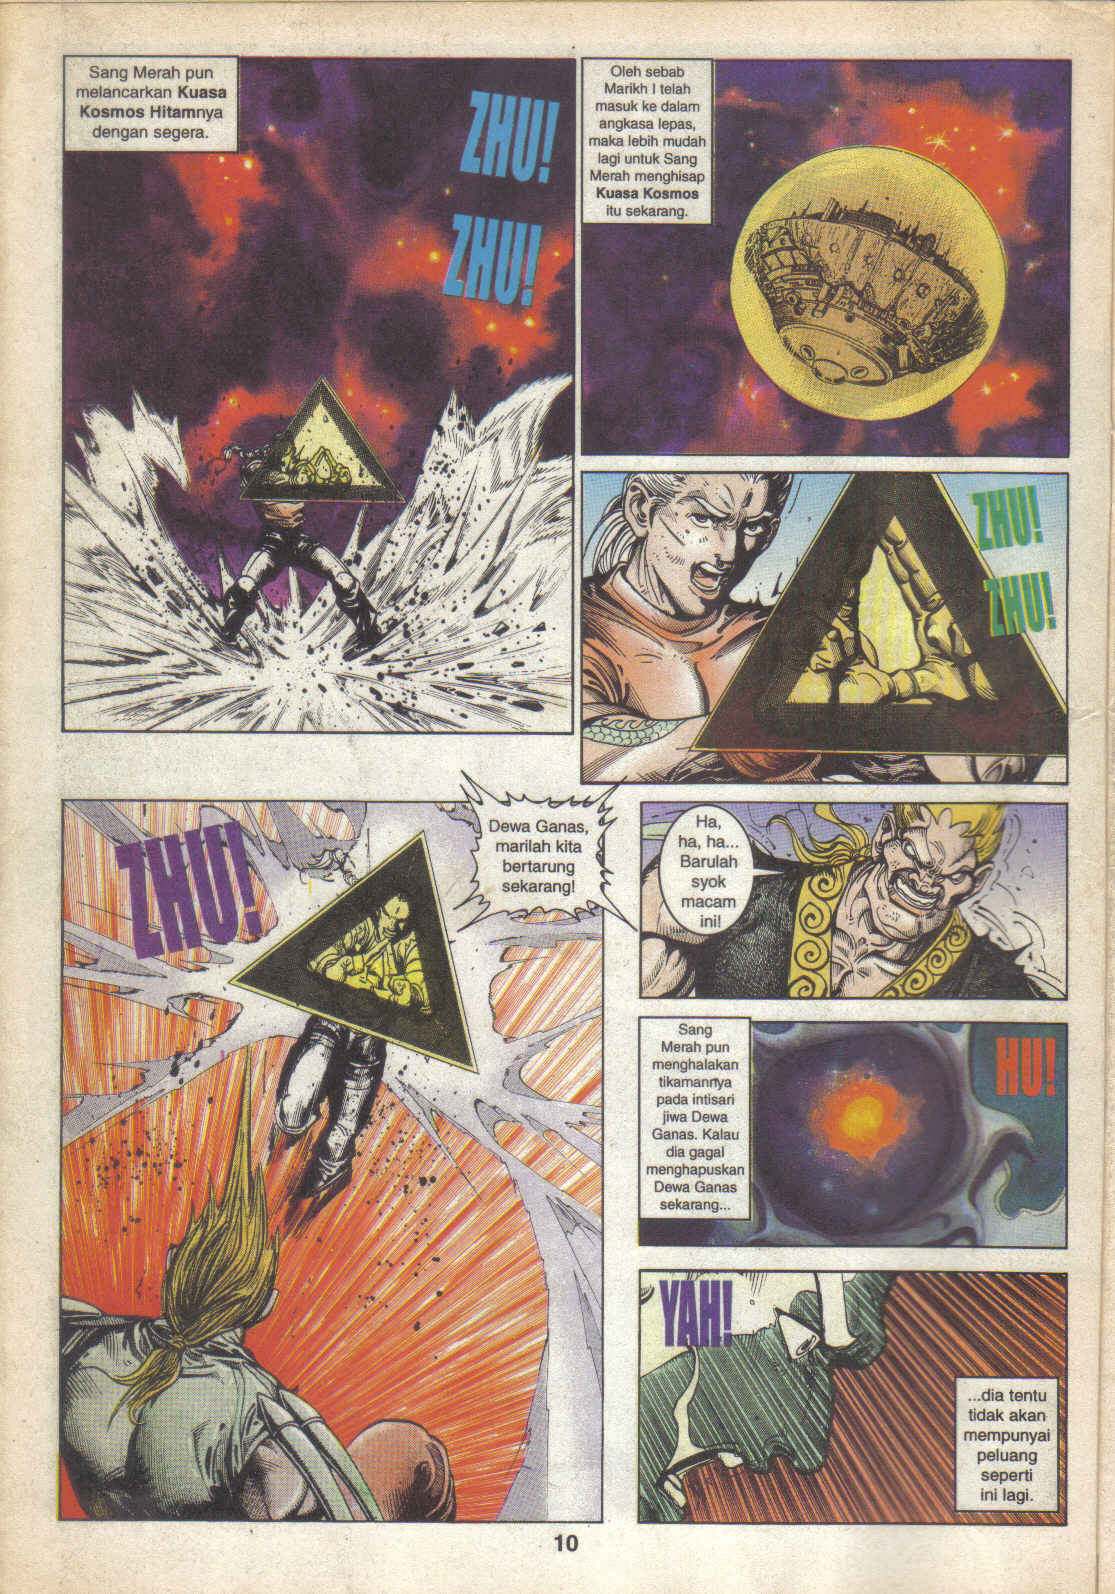 Sang Merah pun
melancarkan Kuasa
Kosmos Hitamnya
dengan segera.
ZHU!
ZHU!
Oleh sebab
Marikh I telah
masuk ke dalam
angkasa lepas,
maka lebih mudah
lagi untuk Sang
Merah menghisap
Kuasa Kosmos
itu sekarang.
ZHU!
ZHU!
ZHU!
Dewa Ganas,
marilah kita
bertarung
sekarang!
Ha,
ha, ha...
Barulah
syok
macam
ini!
Sang
Merah pun
menghalakan
tikamannya
pada intisari
jiwa Dewa
Ganas. Kalau
dia gagal
menghapuskan
Dewa Ganas
sekarang...
HU!
YAH!
...dia tentu
tidak akan
mempunyai
peluang
seperti
ini lagi.
10